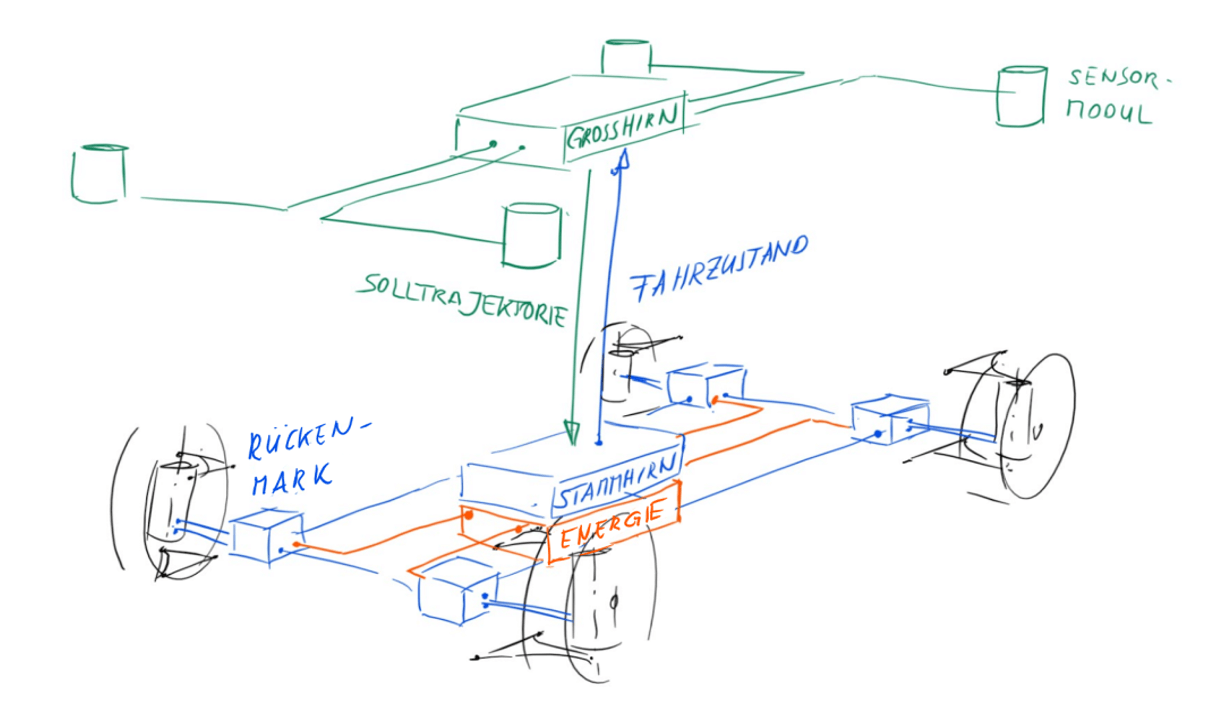 SENSOR-
MODUL
GROSSHIRN
SOLLTRAJEKTORIE
FAHRZUSTAND
RÜCKEN-
MARK
STAMMHIRN
ENERGIE